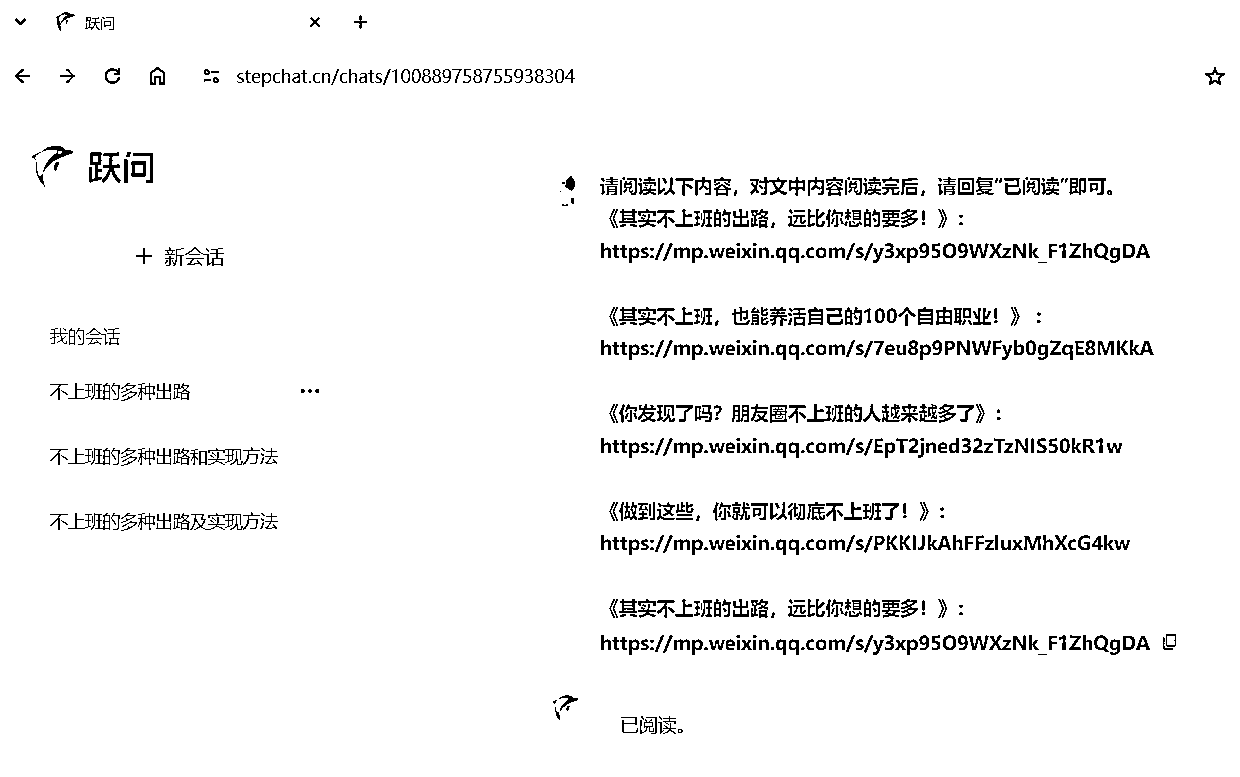 跃问
stepchat.cn/chats/100889758755938304
跃问
+ 新会话
我的会话
不上班的多种出路
不上班的多种出路和实现方法
不上班的多种出路及实现方法
请阅读以下内容，对文中内容阅读完后，请回复“已阅读”即可。
《其实不上班的出路，远比你想的要多！》：
https://mp.weixin.qq.com/s/y3xp95O9WXzNk_F1ZhQgDA
《其实不上班，也能养活自己的100个自由职业！》 ：
https://mp.weixin.qq.com/s/7eu8p9PNWFyb0gZqE8MKkA
《你发现了吗？朋友圈不上班的人越来越多了》：
https://mp.weixin.qq.com/s/EpT2jned32zTzNIS50kR1w
《做到这些，你就可以彻底不上班了！》：
https://mp.weixin.qq.com/s/PKKIJkAhFFzluxMhXcG4kw
《其实不上班的出路，远比你想的要多！》：
https://mp.weixin.qq.com/s/y3xp95O9WXzNk_F1ZhQgDA
已阅读。